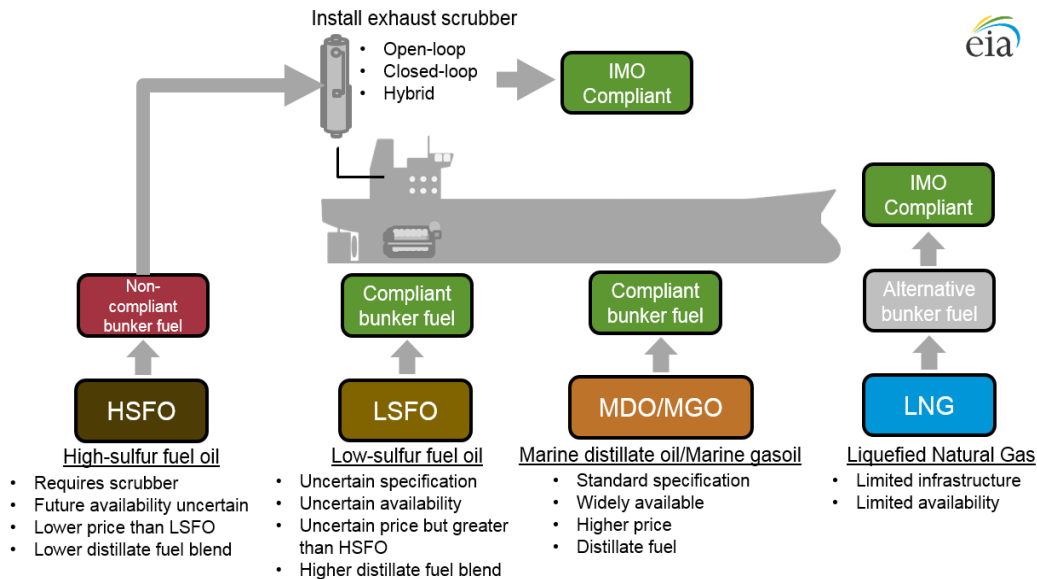 Install exhaust scrubber
• Open-loop
• Closed-loop
• Hybrid
IMO
Compliant
eia
IMO
Compliant
Non-
compliant
bunker fuel
Compliant
bunker fuel
Compliant
bunker fuel
Alternative
bunker fuel
HSFO
LSFO
MDO/MGO
LNG
High-sulfur fuel oil
• Requires scrubber
• Future availability uncertain
• Lower price than LSFO
• Lower distillate fuel blend
Low-sulfur fuel oil
• Uncertain specification
• Uncertain availability
• Uncertain price but greater
than HSFO
• Higher distillate fuel blend
Marine distillate oil/Marine gasoil
• Standard specification
• Widely available
• Higher price
• Distillate fuel
Liquefied Natural Gas
• Limited infrastructure
• Limited availability